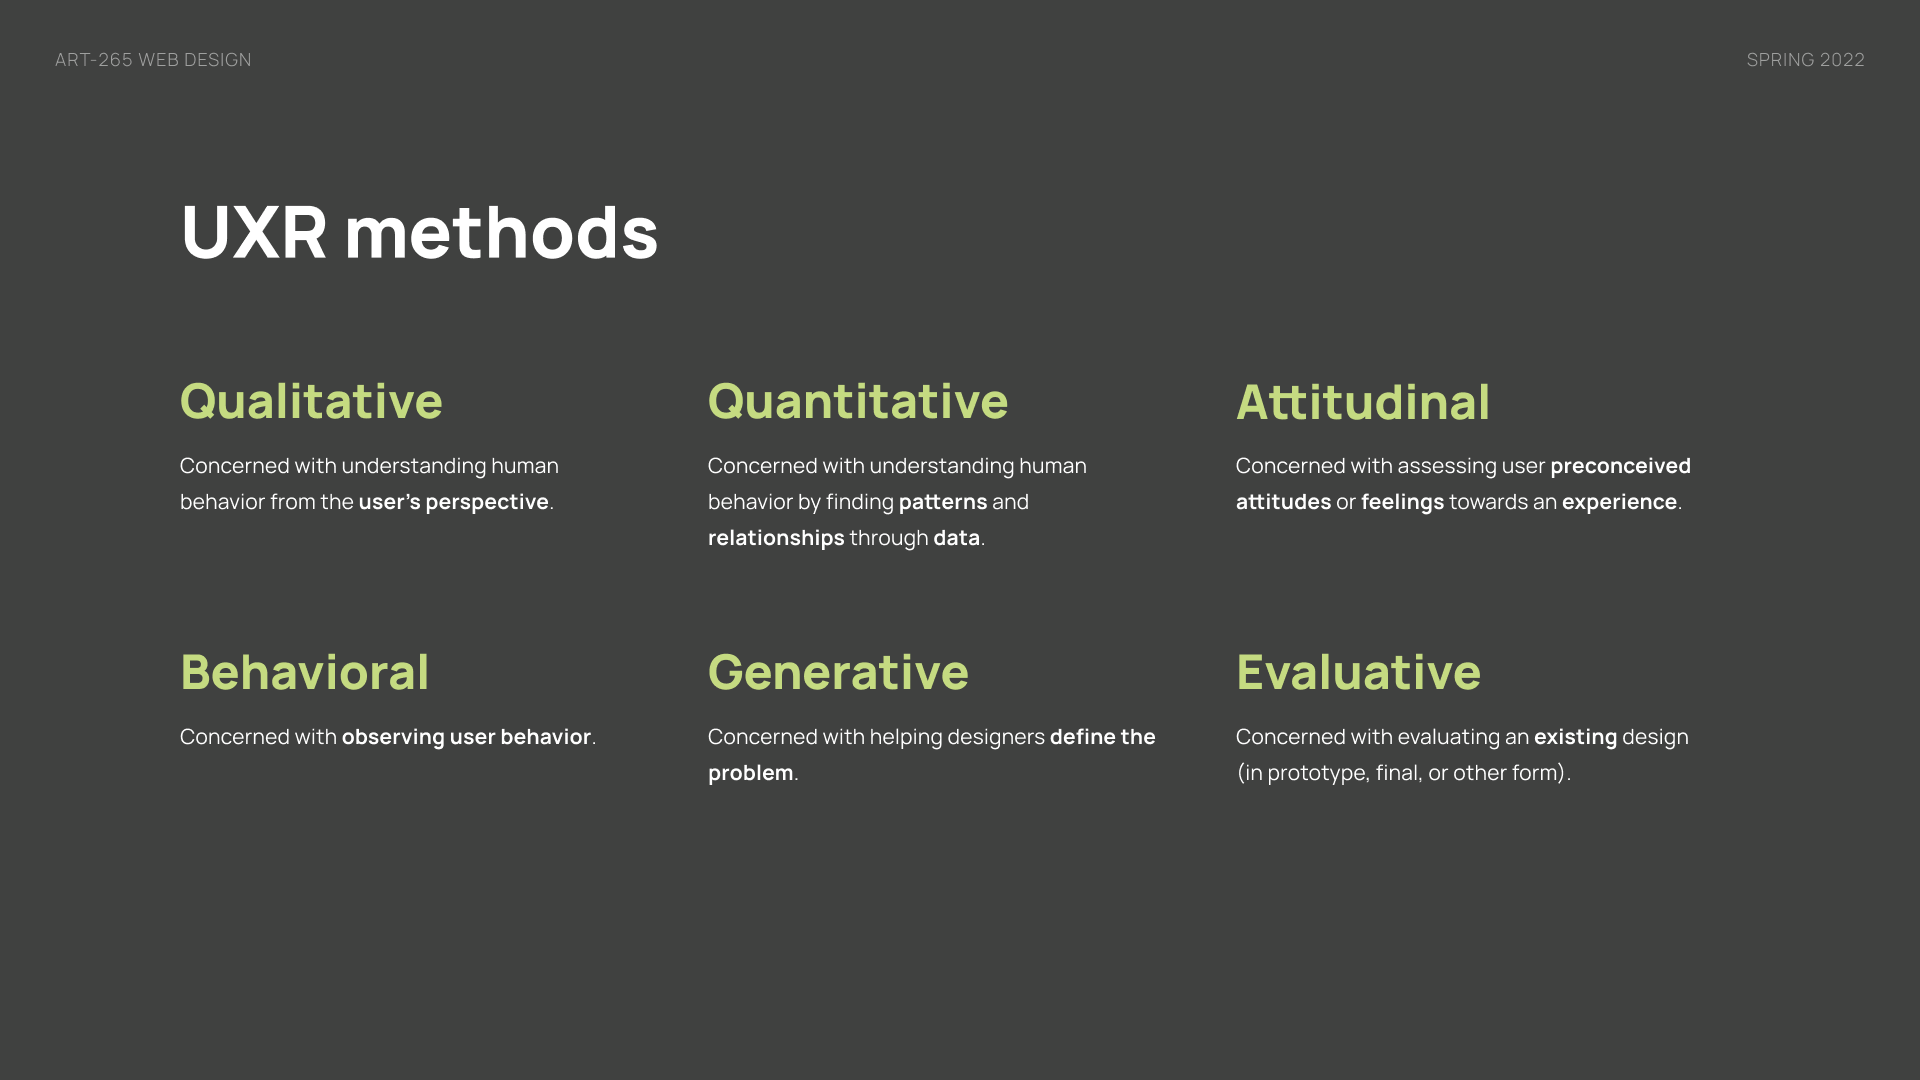 ART-265 WEB DESIGN
SPRING 2022
UXR methods
Qualitative
Concerned with understanding human
behavior from the user’s perspective.
Quantitative
Concerned with understanding human
behavior by finding patterns and
relationships through data.
Attitudinal
Concerned with assessing user preconceived
attitudes or feelings towards an experience.
Behavioral
Concerned with observing user behavior.
Generative
Concerned with helping designers define the
problem.
Evaluative
Concerned with evaluating an existing design
(in prototype, final, or other form).